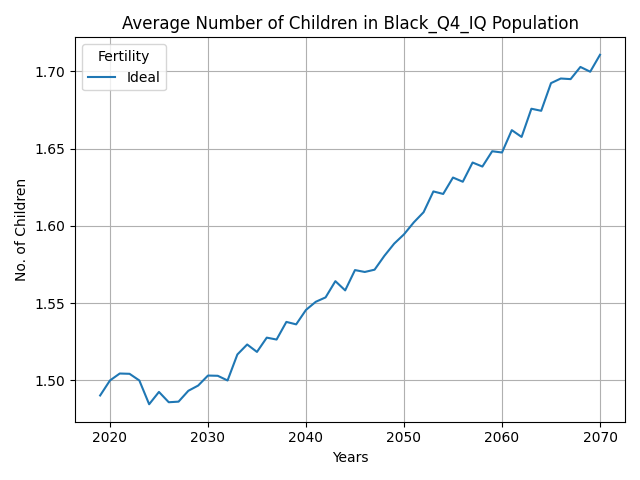 Average Number of Children in Black_Q4_IQ Population
Fertility
Ideal
No. of Children
1.70
1.65
1.60
1.55
1.50
2020 2030 2040 2050 2060 2070
Years